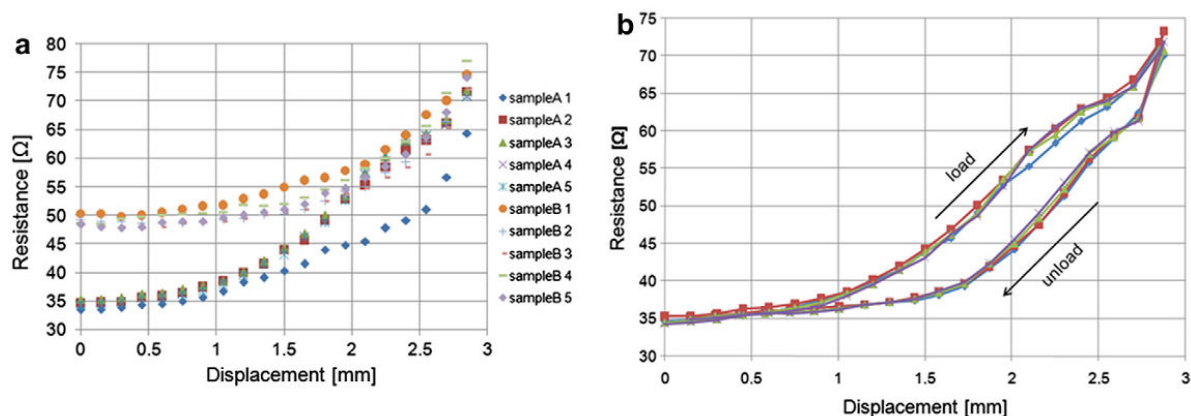 a
80
75
70
65
60
55
50
45
40
35
30
Resistance [Ω]
0 0.5 1 1.5 2 2.5 3
Displacement [mm]
sampleA 1
sampleA 2
sampleA 3
sampleA 4
sampleA 5
sampleB 1
sampleB 2
sampleB 3
sampleB 4
sampleB 5
b
75
70
65
60
55
50
45
40
35
30
Resistance [Ω]
load
unload
0 0.5 1 1.5 2 2.5 3
Displacement [mm]